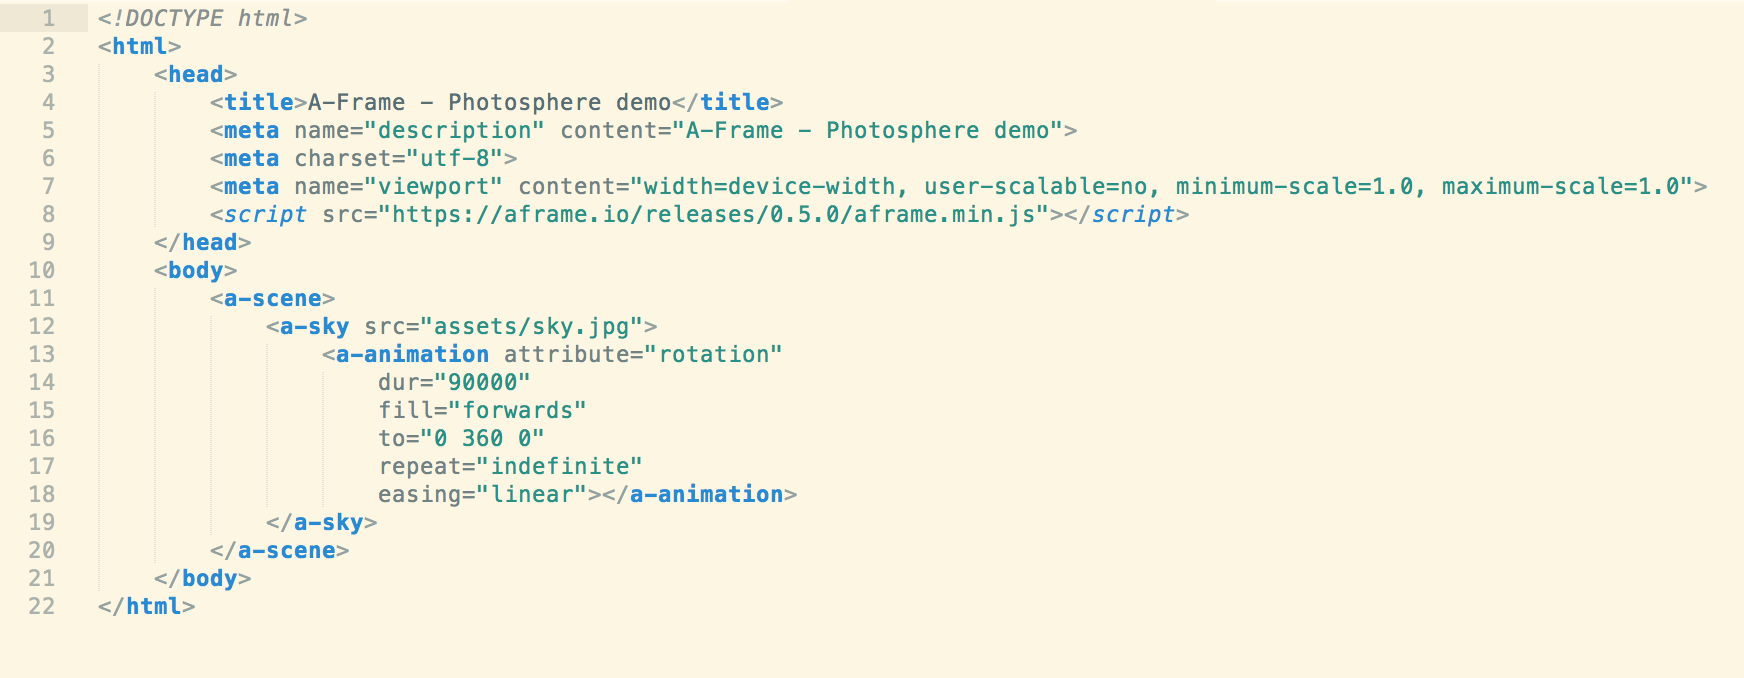 1 <!DOCTYPE html>
2 <html>
3     <head>
4         <title>A-Frame – Photosphere demo</title>
5         <meta name="description" content="A-Frame – Photosphere demo">
6         <meta charset="utf-8">
7         <meta name="viewport" content="width=device-width, user-scalable=no, minimum-scale=1.0, maximum-scale=1.0">
8         <script src="https://aframe.io/releases/0.5.0/aframe.min.js"></script>
9     </head>
10     <body>
11         <a-scene>
12             <a-sky src="assets/sky.jpg">
13                 <a-animation attribute="rotation"
14                     dur="90000"
15                     fill="forwards"
16                     to="0 360 0"
17                     repeat="indefinite"
18                     easing="linear"></a-animation>
19             </a-sky>
20         </a-scene>
21     </body>
22 </html>